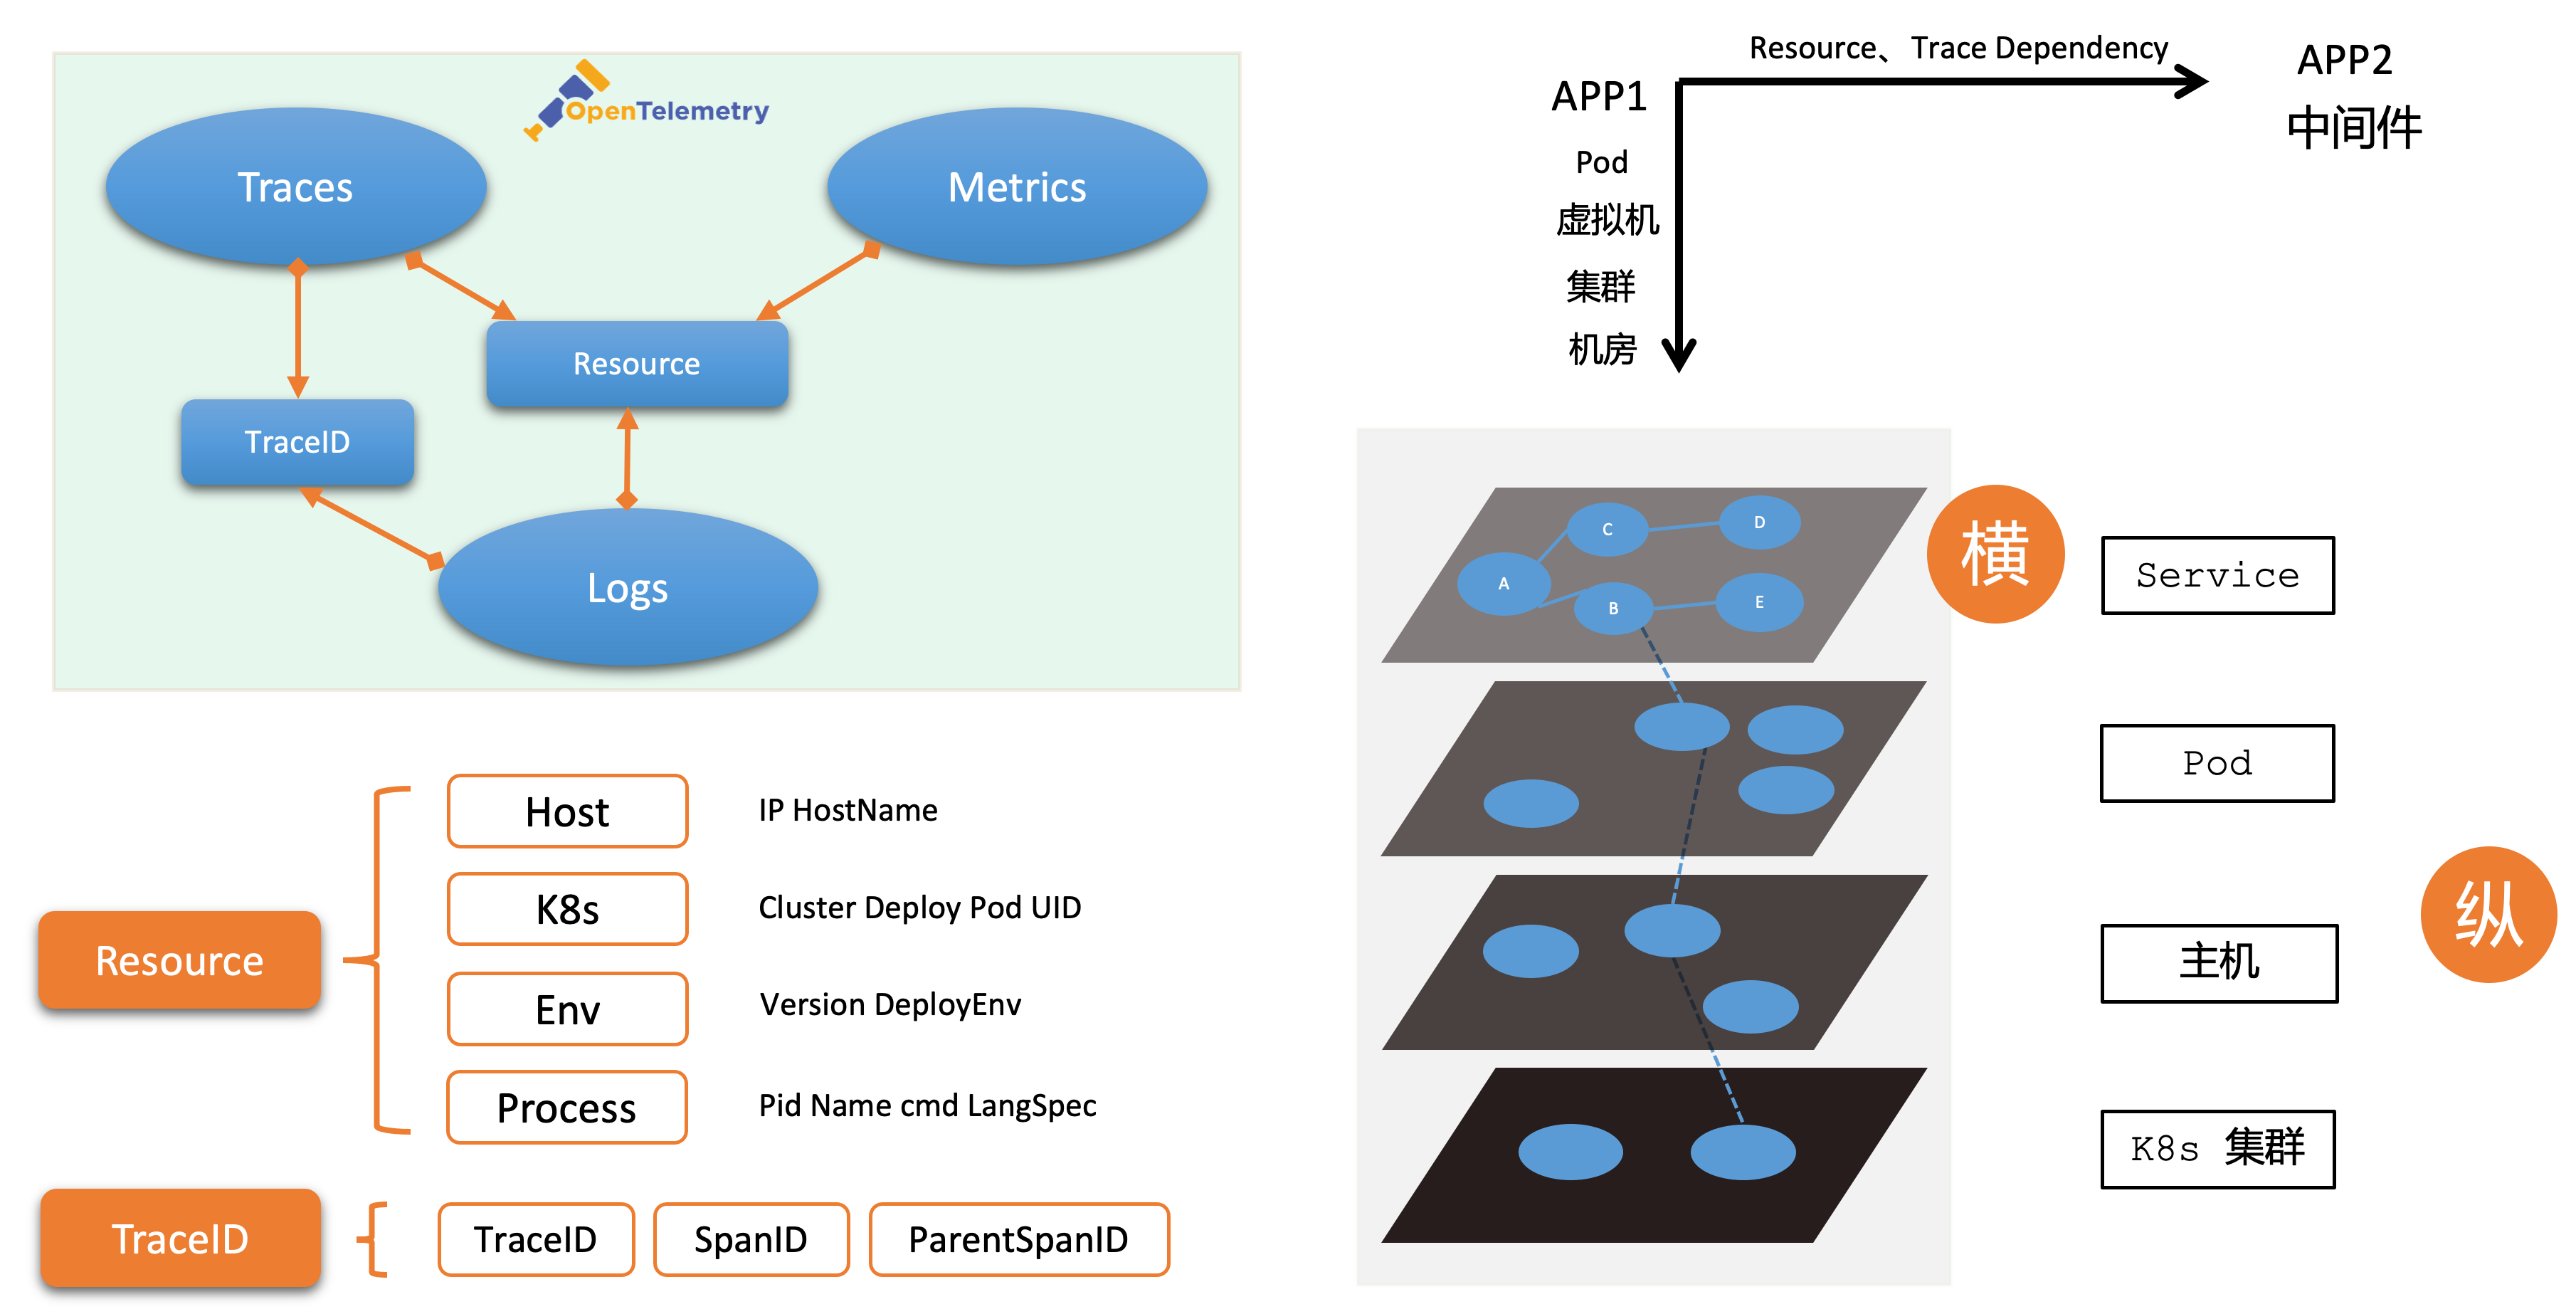 OpenTelemetry
Traces
Metrics
Resource
TraceID
Logs
Resource
Host
IP HostName
K8s
Cluster Deploy Pod UID
Env
Version DeployEnv
Process
Pid Name cmd LangSpec
TraceID
TraceID
SpanID
ParentSpanID
Resource、Trace Dependency
APP1
APP2
中间件
Pod
虚拟机
集群
机房
C
D
A
B
E
横
Service
Pod
纵
主机
K8s 集群